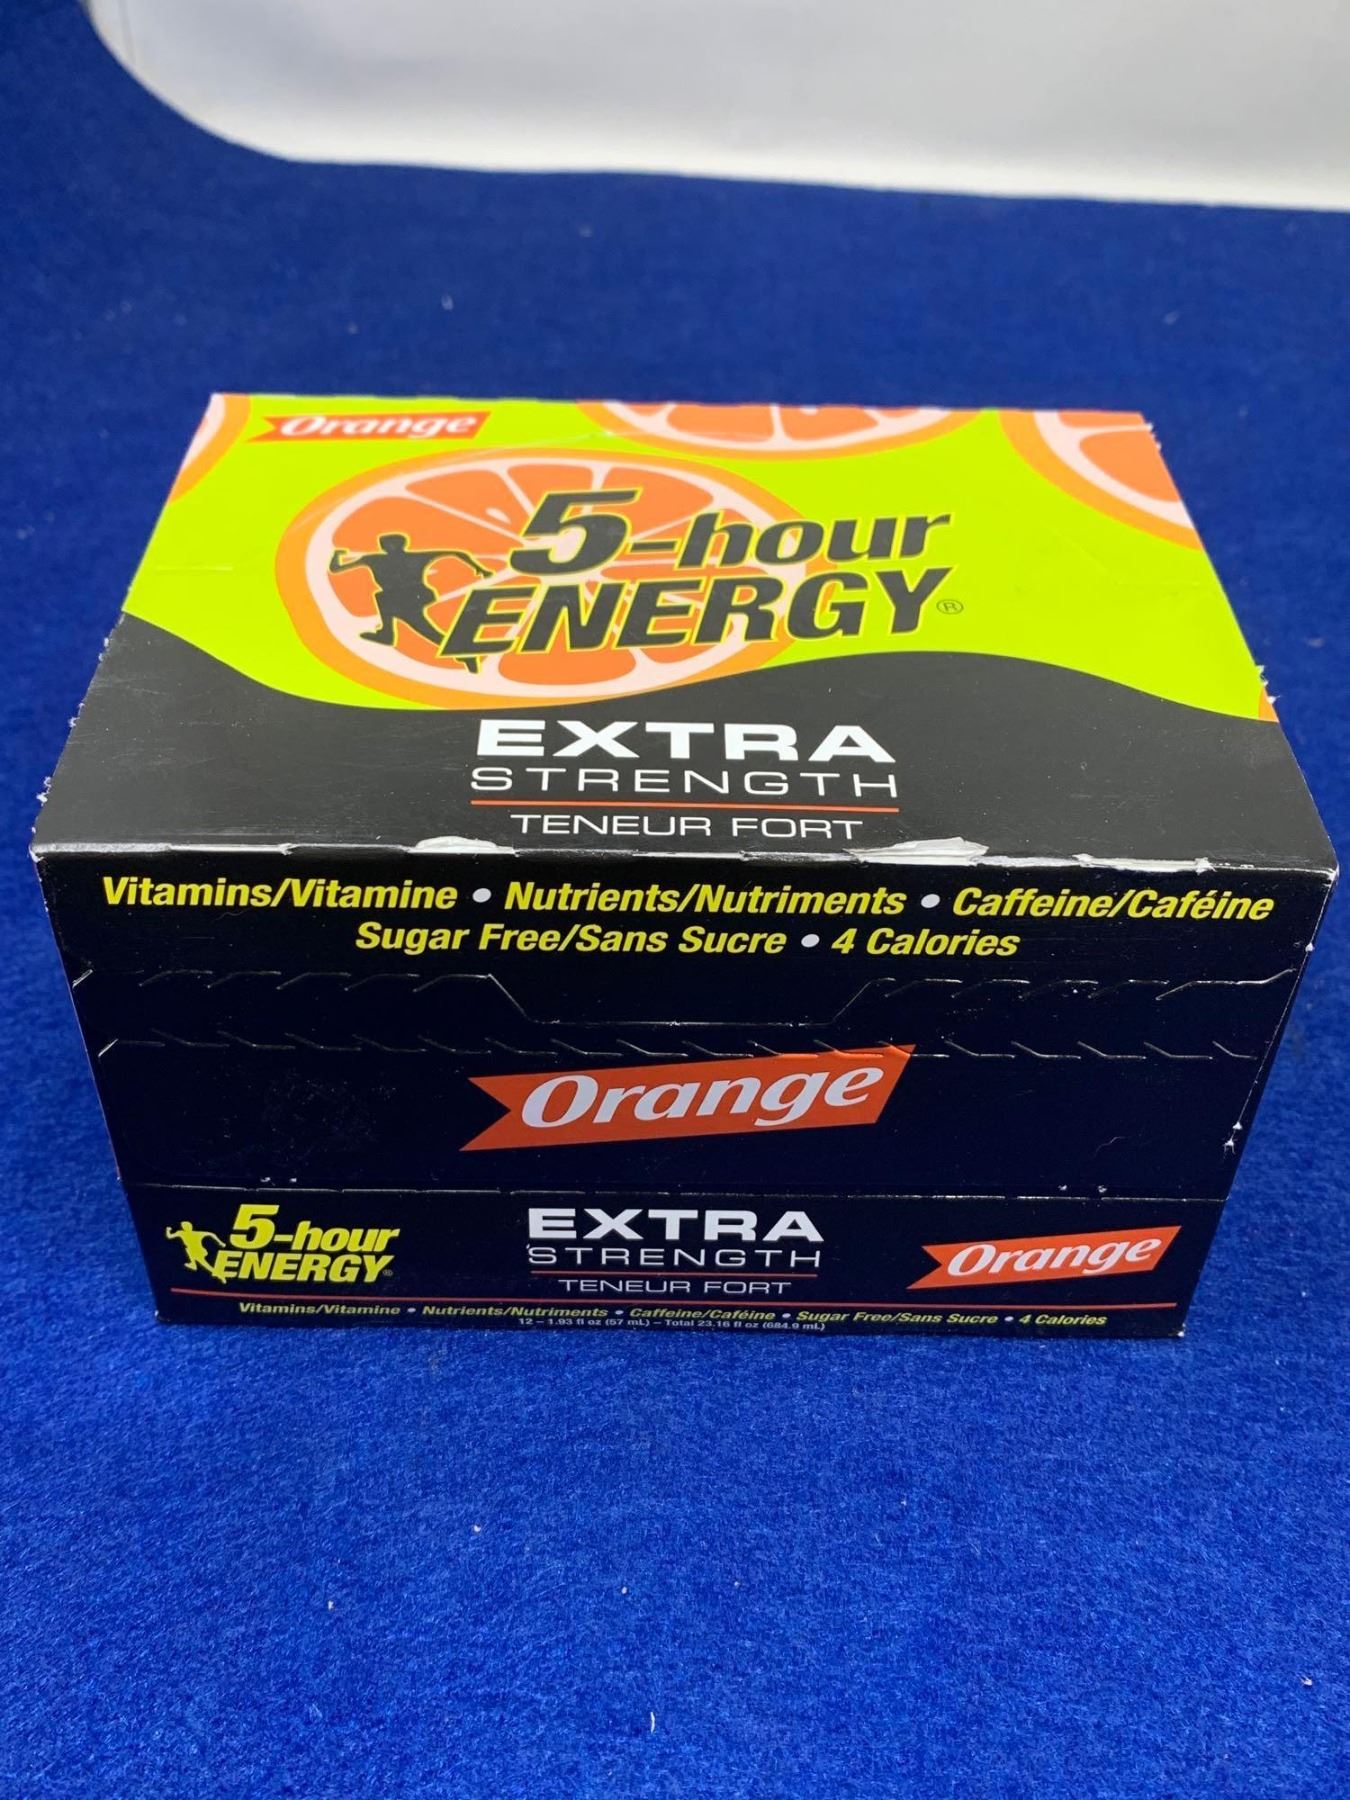 Orange
5-hour
ENERGY®
EXTRA
STRENGTH
TENEUR FORT
Vitamins/Vitamine • Nutrients/Nutriments • Caffeine/Caféine
Sugar Free/Sans Sucre • 4 Calories
Orange
5-hour
ENERGY®
EXTRA
STRENGTH
TENEUR FORT
Orange
Vitamins/Vitamine • Nutrients/Nutriments • Caffeine/Caféine • Sugar Free/Sans Sucre • 4 Calories
12 – 1.93 fl oz (57 mL) – Total 23.16 fl oz (684.9 mL)